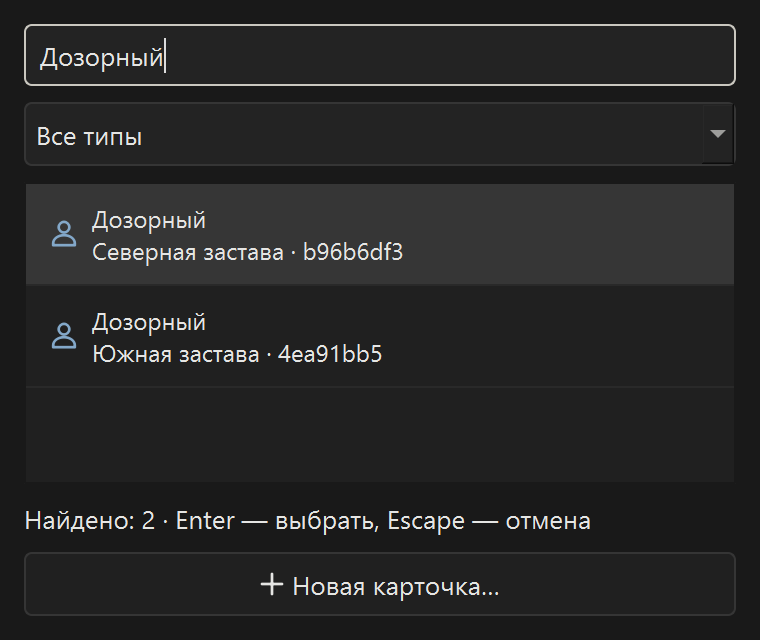 Дозорный
Все типы
Дозорный
Северная застава · b96b6df3
Дозорный
Южная застава · 4ea91bb5
Найдено: 2 · Enter — выбрать, Escape — отмена
Новая карточка...